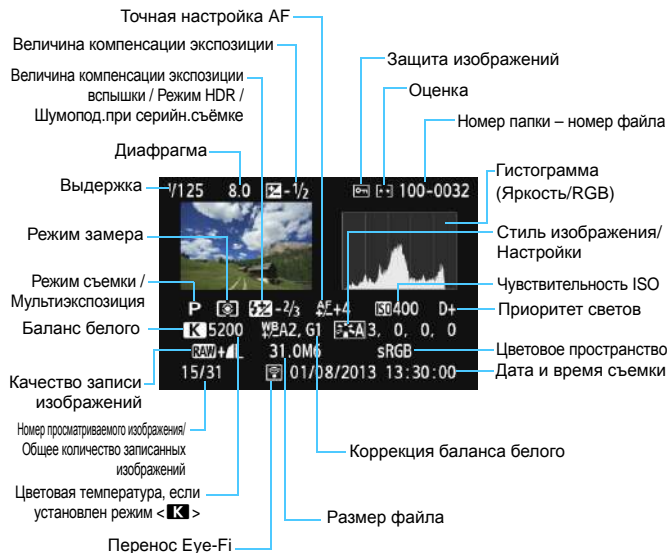 Точная настройка AF
Величина компенсации экспозиции
Величина компенсации экспозиции
вспышки / Режим HDR /
Шумопод.при серийн.съёмке
Диафрагма
Выдержка
Режим замера
Режим съемки /
Мультиэкспозиция
Баланс белого
Качество записи
изображений
Номер просматриваемого изображения/
Общее количество записанных
изображений
Цветовая температура, если
установлен режим <K>
Перенос Eye-Fi
Защита изображений
Оценка
Номер папки – номер файла
Гистограмма
(Яркость/RGB)
Стиль изображения/
Настройки
Чувствительность ISO
Приоритет светов
Цветовое пространство
Дата и время съемки
Коррекция баланса белого
Размер файла
1/125 8.0 -1/2 100-0032
P -2/3 AF+4 ISO 400 D+
K 5200 WB A2, G1 A 3, 0, 0, 0
RAW+L 31.0M6 sRGB
15/31 01/08/2013 13:30:00